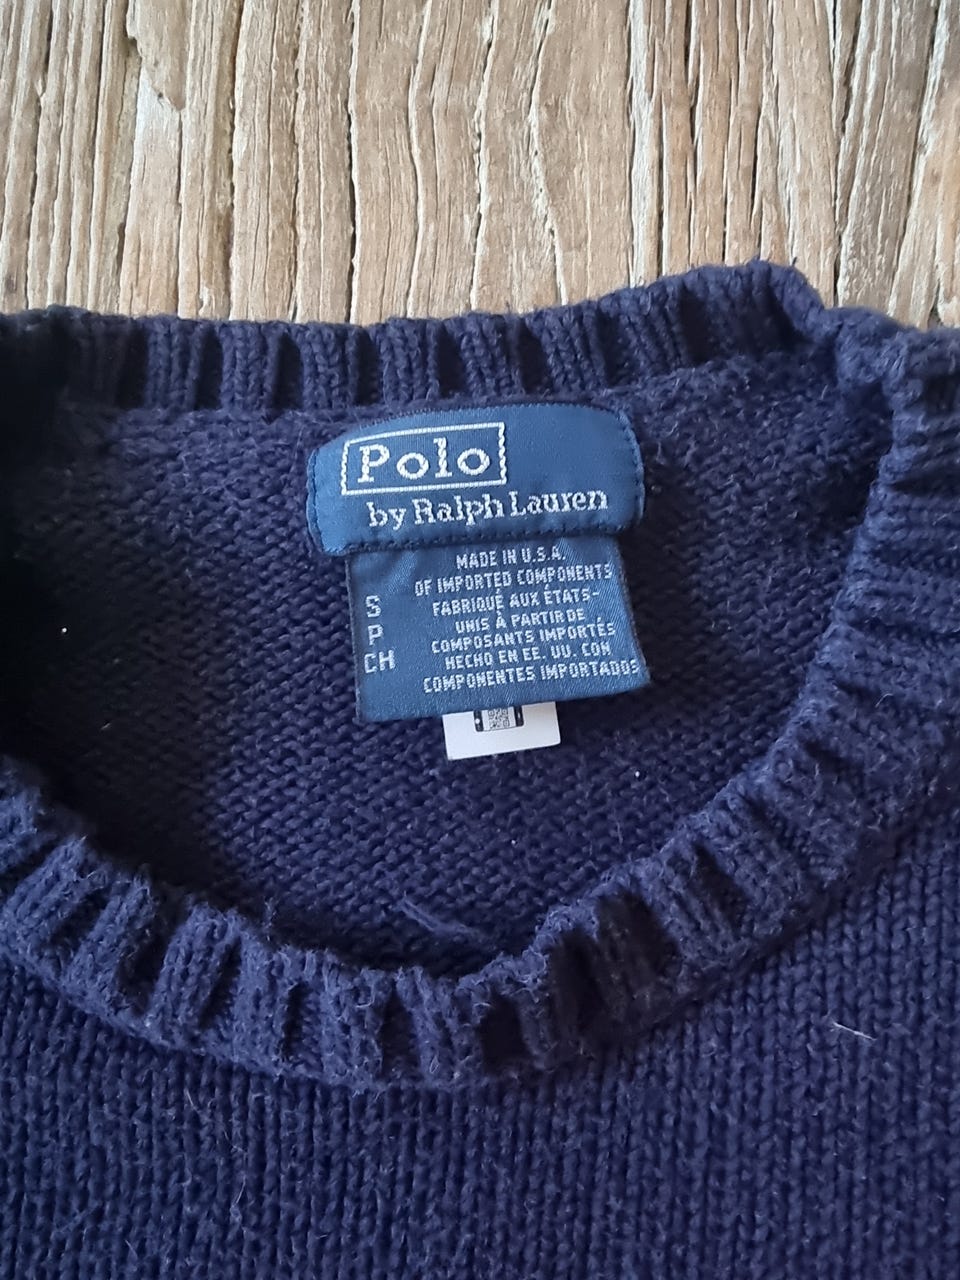 Polo
by Ralph Lauren
S
P
CH
MADE IN U.S.A.
OF IMPORTED COMPONENTS
FABRIQUÉ AUX ÉTATS-
UNIS À PARTIR DE
COMPOSANTS IMPORTÉS
HECHO EN EE. UU. CON
COMPONENTES IMPORTADOS